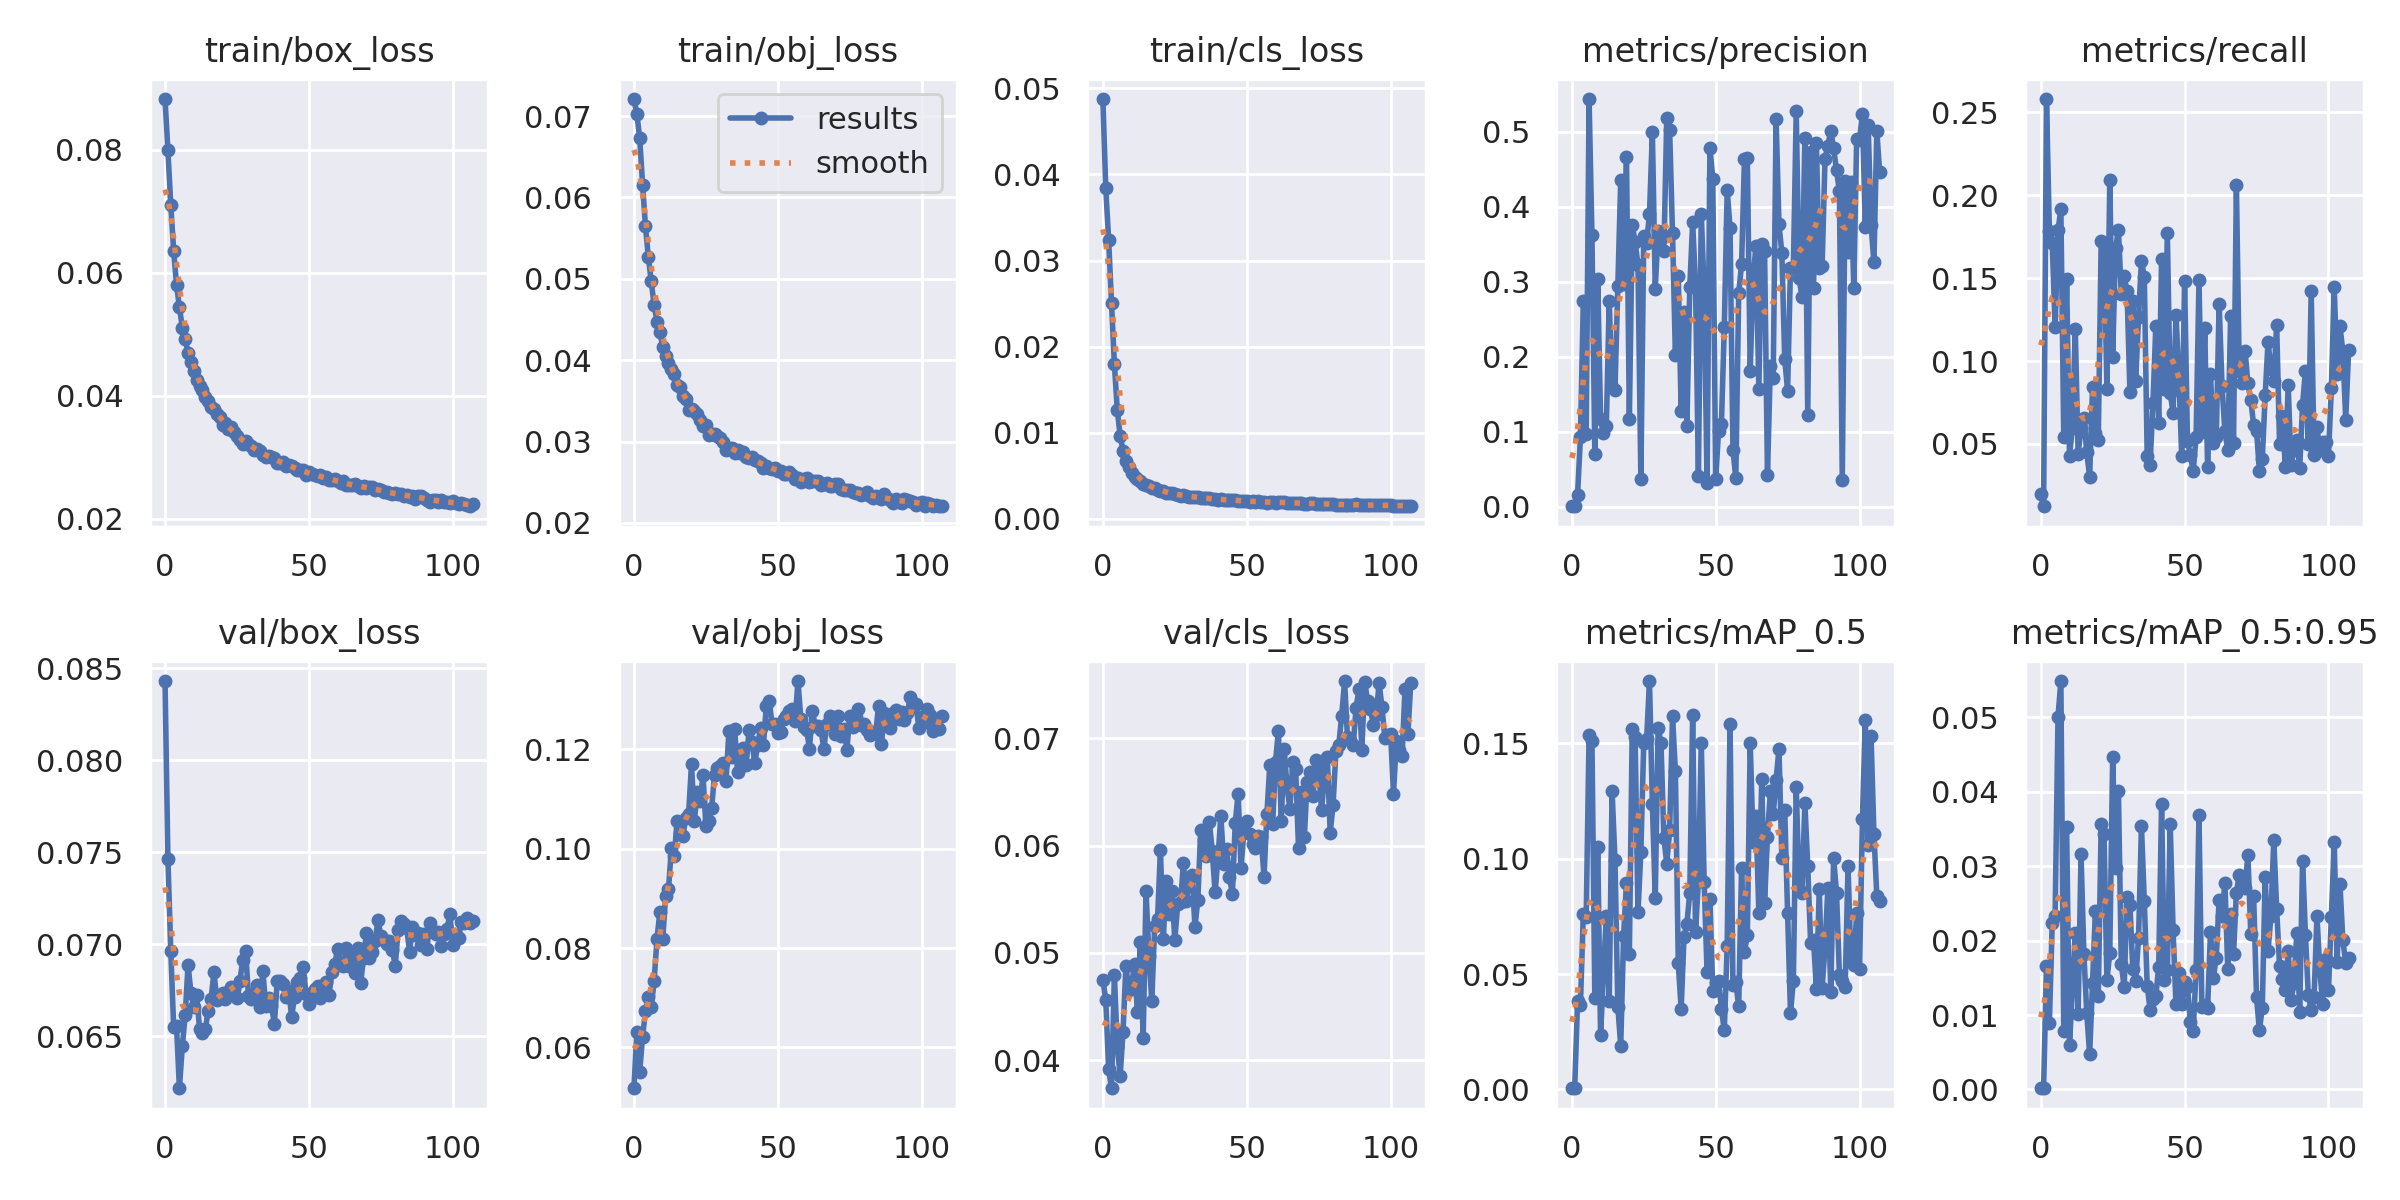 train/box_loss
0.08
0.06
0.04
0.02
0 50 100
train/obj_loss
results
smooth
0.07
0.06
0.05
0.04
0.03
0.02
0 50 100
train/cls_loss
0.05
0.04
0.03
0.02
0.01
0.00
0 50 100
metrics/precision
0.5
0.4
0.3
0.2
0.1
0.0
0 50 100
metrics/recall
0.25
0.20
0.15
0.10
0.05
0 50 100
val/box_loss
0.085
0.080
0.075
0.070
0.065
0 50 100
val/obj_loss
0.12
0.10
0.08
0.06
0 50 100
val/cls_loss
0.07
0.06
0.05
0.04
0 50 100
metrics/mAP_0.5
0.15
0.10
0.05
0.00
0 50 100
metrics/mAP_0.5:0.95
0.05
0.04
0.03
0.02
0.01
0.00
0 50 100